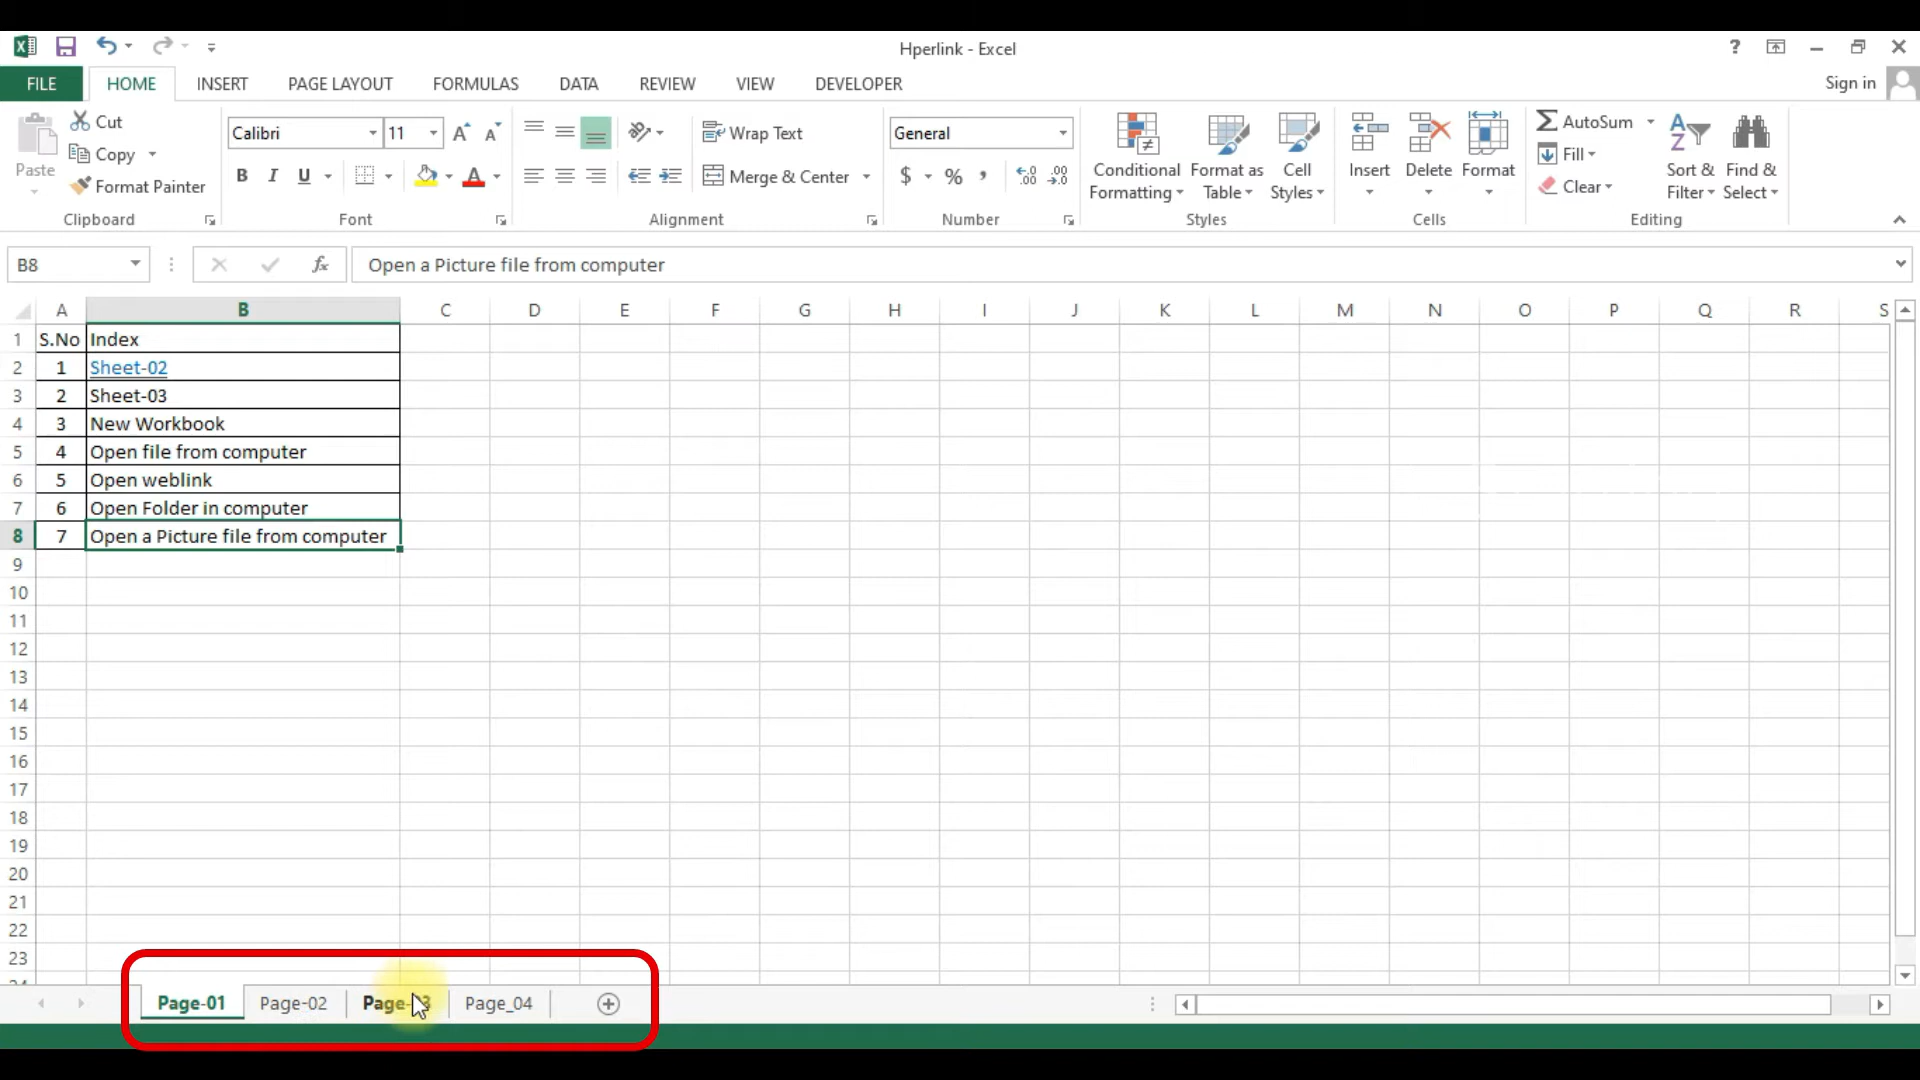 Hperlink - Excel
?
FILE HOME INSERT PAGE LAYOUT FORMULAS DATA REVIEW VIEW DEVELOPER Sign in
Paste
Cut
Copy
Format Painter
Clipboard
Calibri 11
B I U
Font
Wrap Text
Merge & Center
Alignment
General
$ % ,
Number
Conditional Formatting
Format as Table
Cell Styles
Styles
Insert
Delete
Format
Cells
AutoSum
Fill
Clear
Sort & Filter
Find & Select
Editing
B8 fx Open a Picture file from computer
A B C D E F G H I J K L M N O P Q R S
1 S.No Index
2 1 Sheet-02
3 2 Sheet-03
4 3 New Workbook
5 4 Open file from computer
6 5 Open weblink
7 6 Open Folder in computer
8 7 Open a Picture file from computer
9
10
11
12
13
14
15
16
17
18
19
20
21
22
23
Page-01 Page-02 Page_04